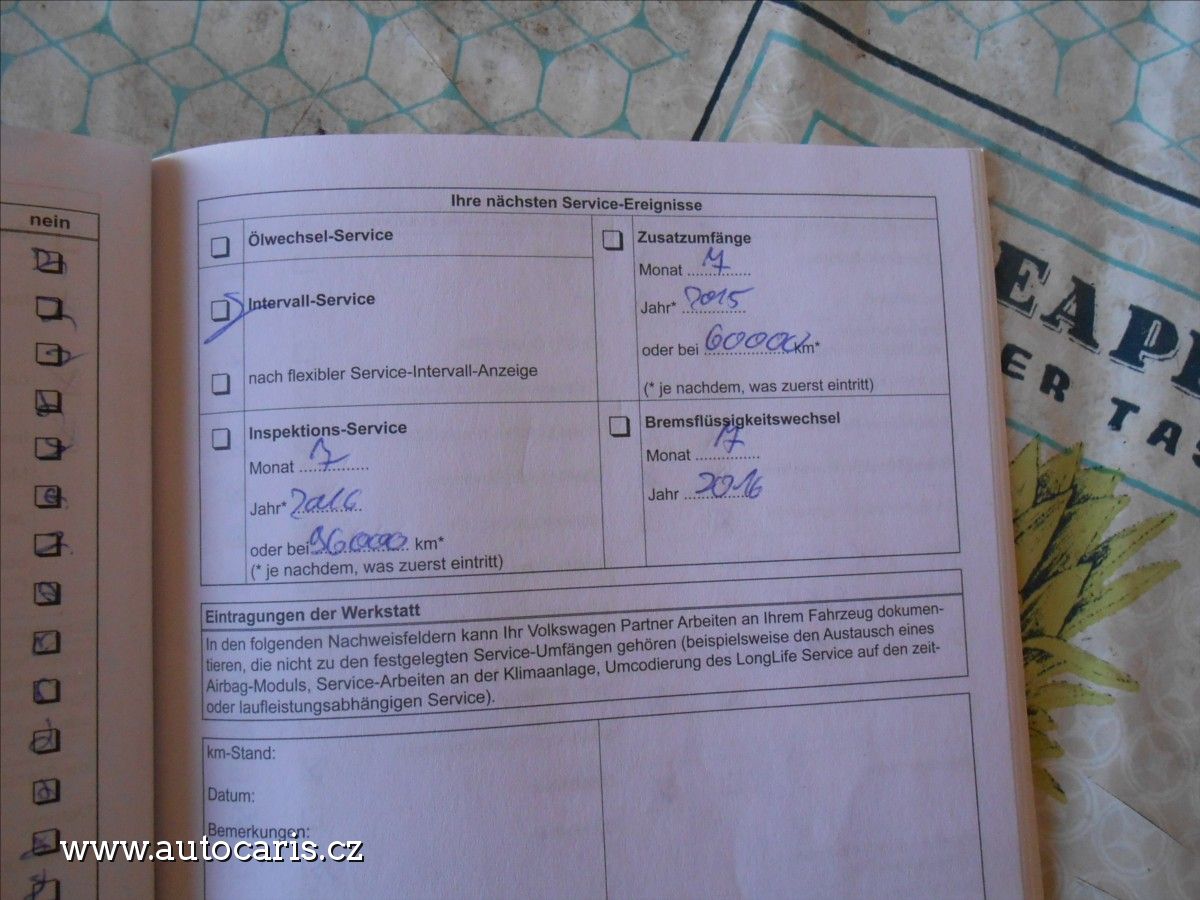 nein
Ihre nächsten Service-Ereignisse
Ölwechsel-Service
Intervall-Service
nach flexibler Service-Intervall-Anzeige
Zusatzumfänge
Monat 7
Jahr* 2015
oder bei 60000 km*
(* je nachdem, was zuerst eintritt)
Inspektions-Service
Monat 7
Jahr* 2016
oder bei 96000 km*
(* je nachdem, was zuerst eintritt)
Bremsflüssigkeitswechsel
Monat 7
Jahr 2016
Eintragungen der Werkstatt
In den folgenden Nachweisfeldern kann Ihr Volkswagen Partner Arbeiten an Ihrem Fahrzeug dokumen-
tieren, die nicht zu den festgelegten Service-Umfängen gehören (beispielsweise den Austausch eines
Airbag-Moduls, Service-Arbeiten an der Klimaanlage, Umcodierung des LongLife Service auf den zeit-
oder laufleistungsabhängigen Service).
km-Stand:
Datum:
Bemerkungen:
EAP
ER TAS
www.autocaris.cz